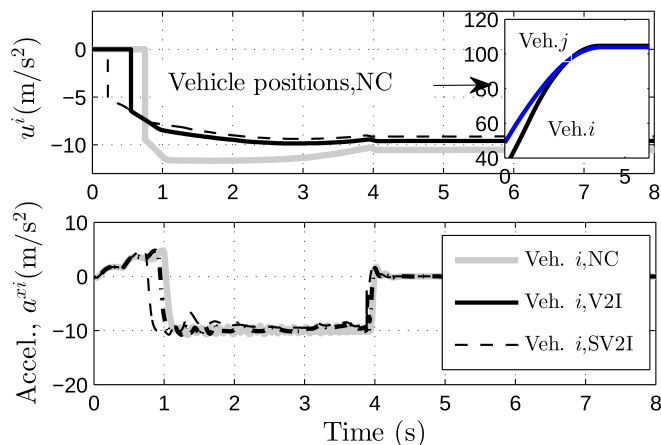 u^i(m/s²)
0
−5
−10
0 1 2 3 4 5 6 7 8
Vehicle positions,NC
120
100
80
60
40
0 5
Veh.j
Veh.i
Accel., a^{xi}(m/s²)
10
0
−10
−20
0 1 2 3 4 5 6 7 8
Veh. i,NC
Veh. i,V2I
Veh. i,SV2I
Time (s)